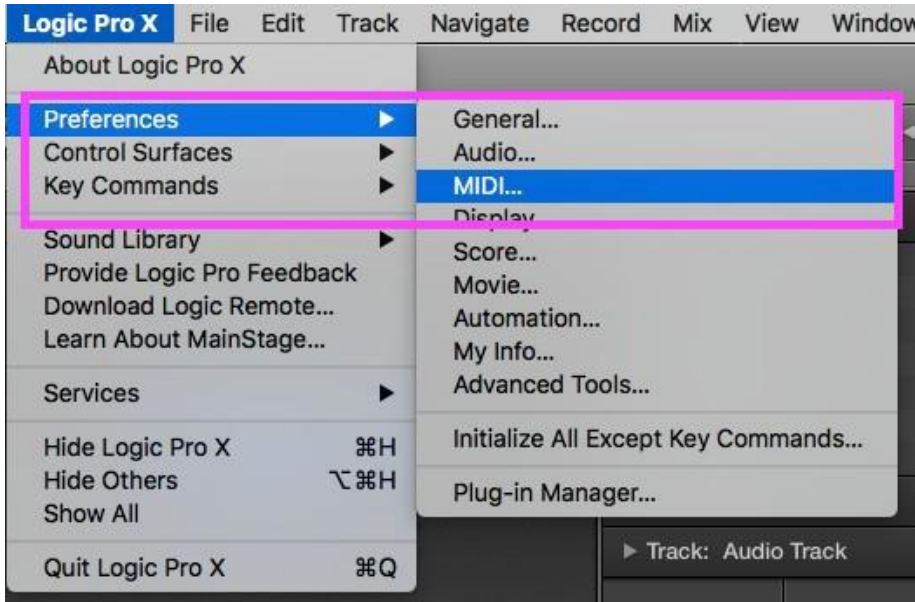 Logic Pro X File Edit Track Navigate Record Mix View Window
About Logic Pro X
Preferences
Control Surfaces
Key Commands
Sound Library
Provide Logic Pro Feedback
Download Logic Remote...
Learn About MainStage...
Services
Hide Logic Pro X ⌘H
Hide Others ⌥⌘H
Show All
Quit Logic Pro X ⌘Q
General...
Audio...
MIDI...
Display
Score...
Movie...
Automation...
My Info...
Advanced Tools...
Initialize All Except Key Commands...
Plug-in Manager...
Track: Audio Track